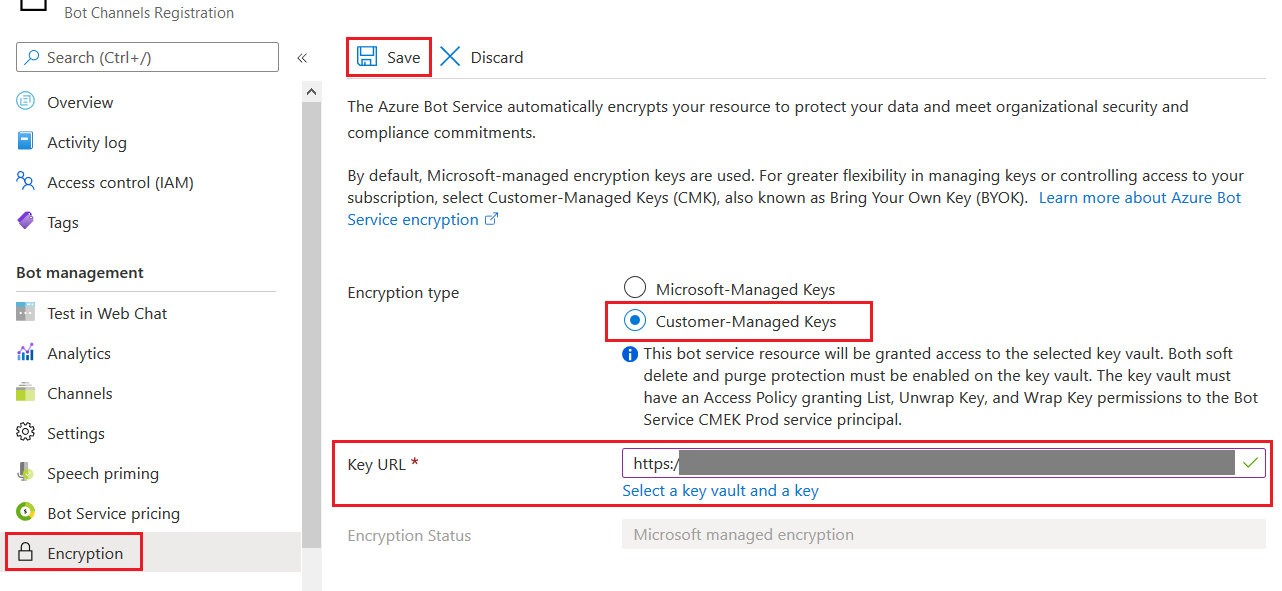 Bot Channels Registration
Search (Ctrl+/)
«
Overview
Activity log
Access control (IAM)
Tags
Bot management
Test in Web Chat
Analytics
Channels
Settings
Speech priming
Bot Service pricing
Encryption
Save
Discard
The Azure Bot Service automatically encrypts your resource to protect your data and meet organizational security and
compliance commitments.
By default, Microsoft-managed encryption keys are used. For greater flexibility in managing keys or controlling access to your
subscription, select Customer-Managed Keys (CMK), also known as Bring Your Own Key (BYOK). Learn more about Azure Bot
Service encryption
Encryption type
Microsoft-Managed Keys
Customer-Managed Keys
This bot service resource will be granted access to the selected key vault. Both soft
delete and purge protection must be enabled on the key vault. The key vault must
have an Access Policy granting List, Unwrap Key, and Wrap Key permissions to the Bot
Service CMEK Prod service principal.
Key URL *
https:/
Select a key vault and a key
Encryption Status
Microsoft managed encryption